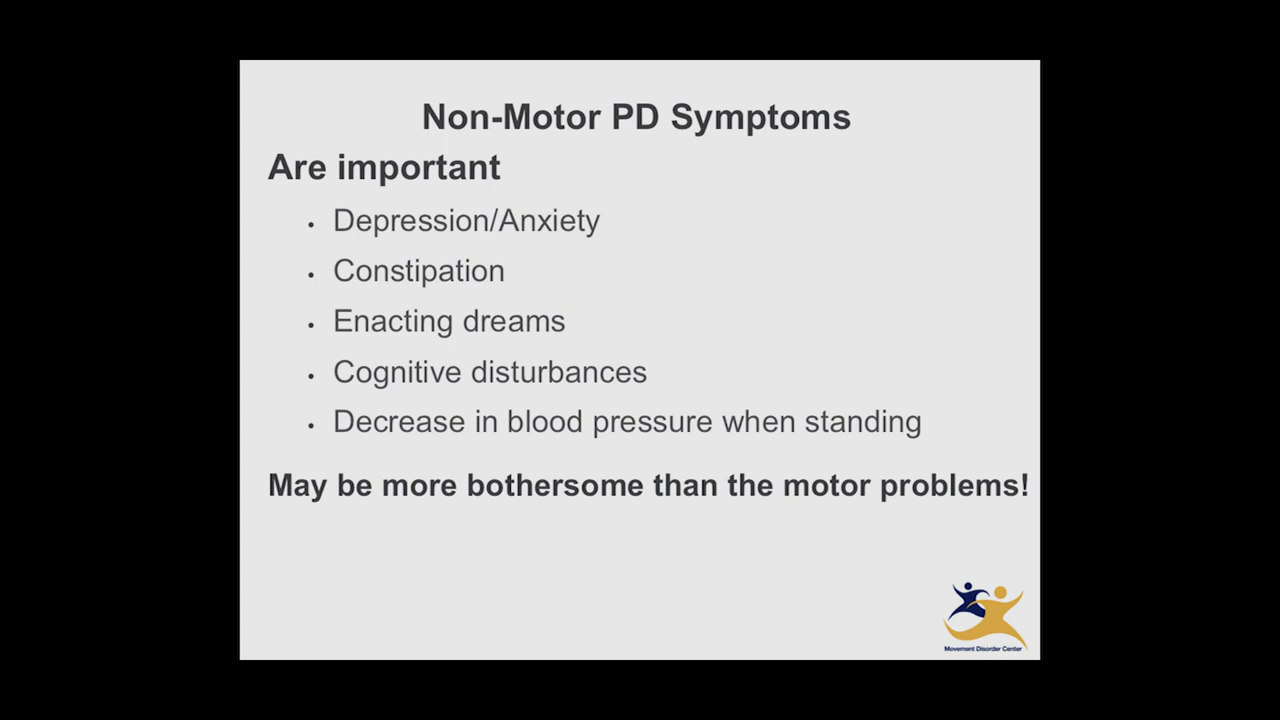 Non-Motor PD Symptoms
Are important
• Depression/Anxiety
• Constipation
• Enacting dreams
• Cognitive disturbances
• Decrease in blood pressure when standing
May be more bothersome than the motor problems!
Movement Disorder Center